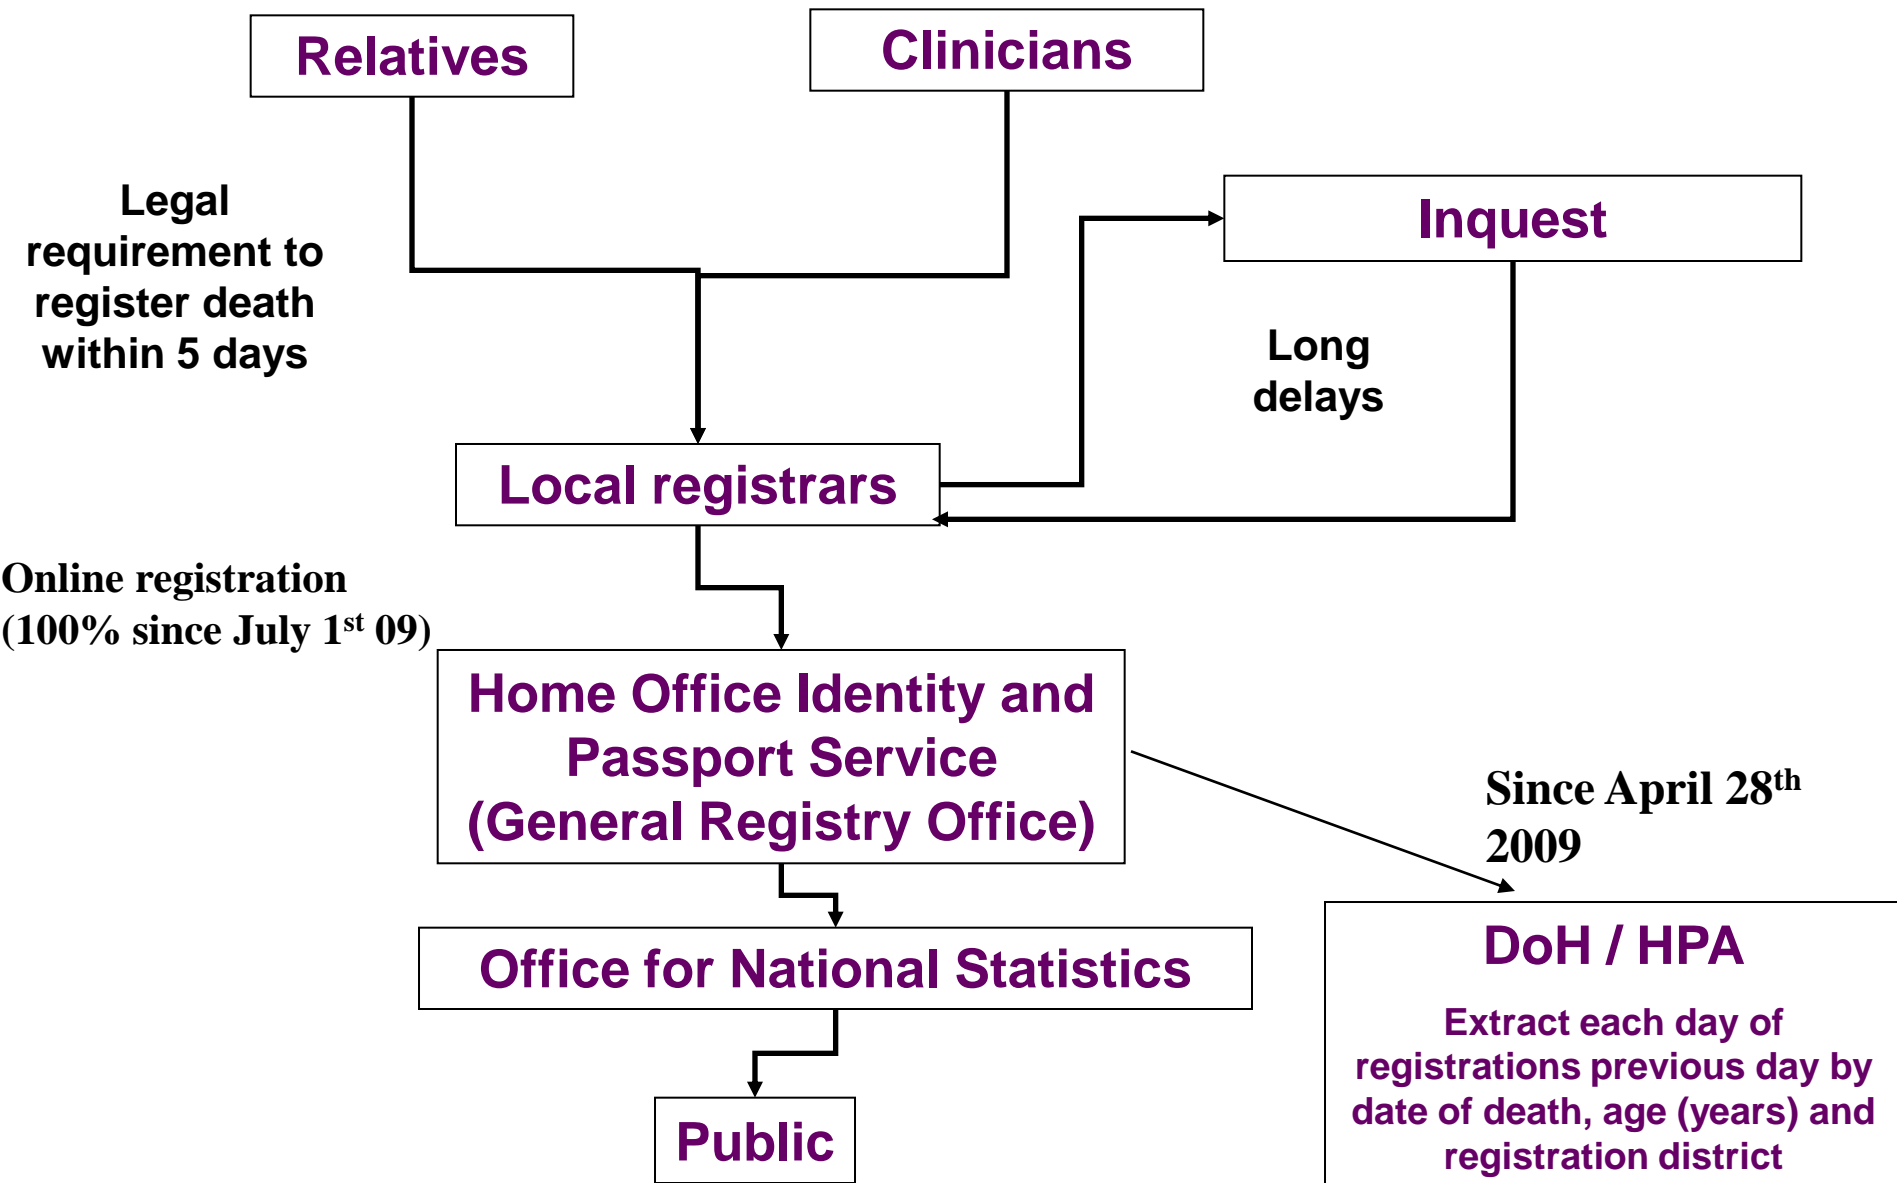 Relatives
Clinicians
Legal
requirement to
register death
within 5 days
Inquest
Long
delays
Local registrars
Online registration
(100% since July 1st 09)
Home Office Identity and
Passport Service
(General Registry Office)
Since April 28th
2009
Office for National Statistics
DoH / HPA
Extract each day of
registrations previous day by
date of death, age (years) and
registration district
Public